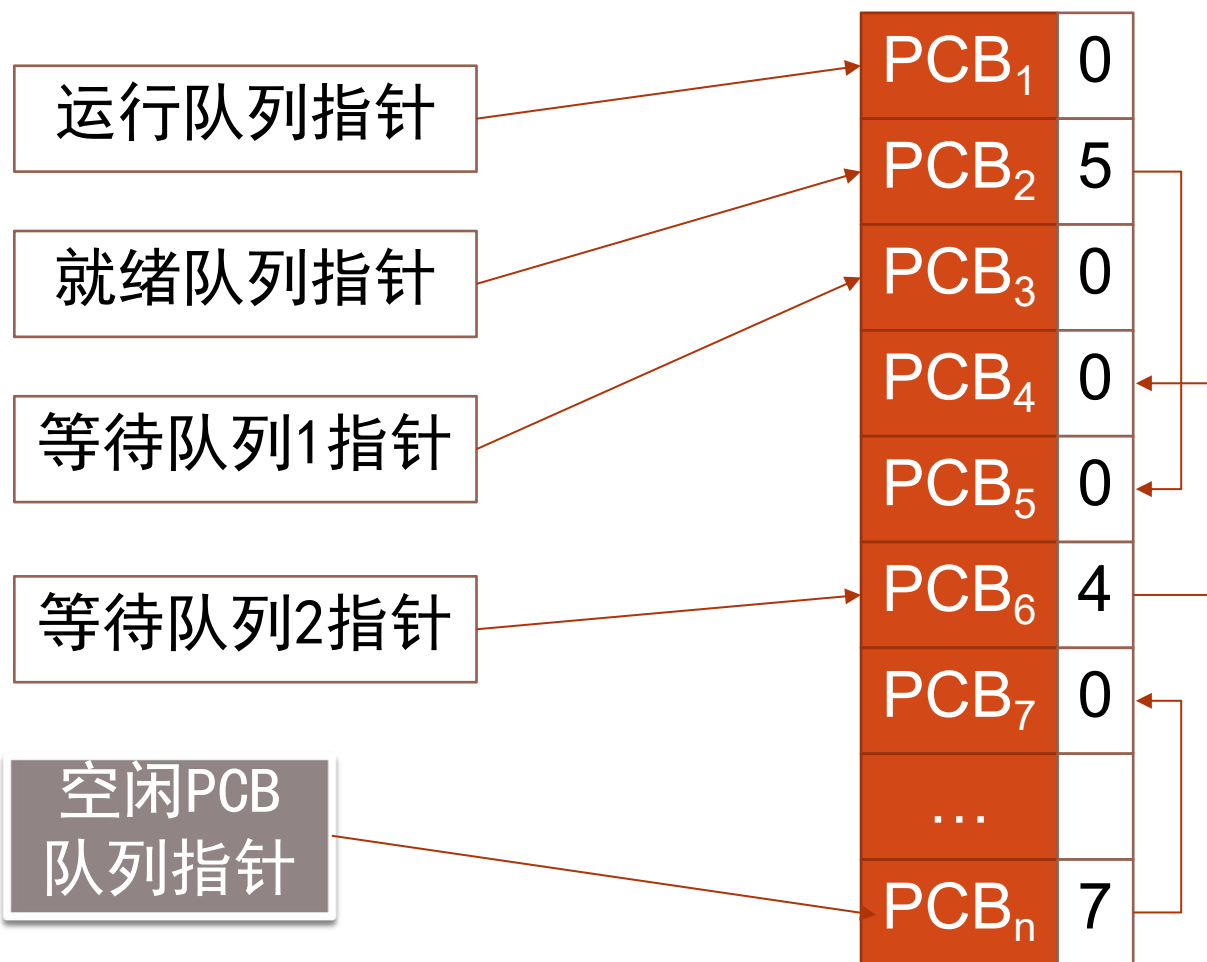 运行队列指针
就绪队列指针
等待队列1指针
等待队列2指针
空闲PCB
队列指针
PCB₁ 0
PCB₂ 5
PCB₃ 0
PCB₄ 0
PCB₅ 0
PCB₆ 4
PCB₇ 0
…
PCBₙ 7